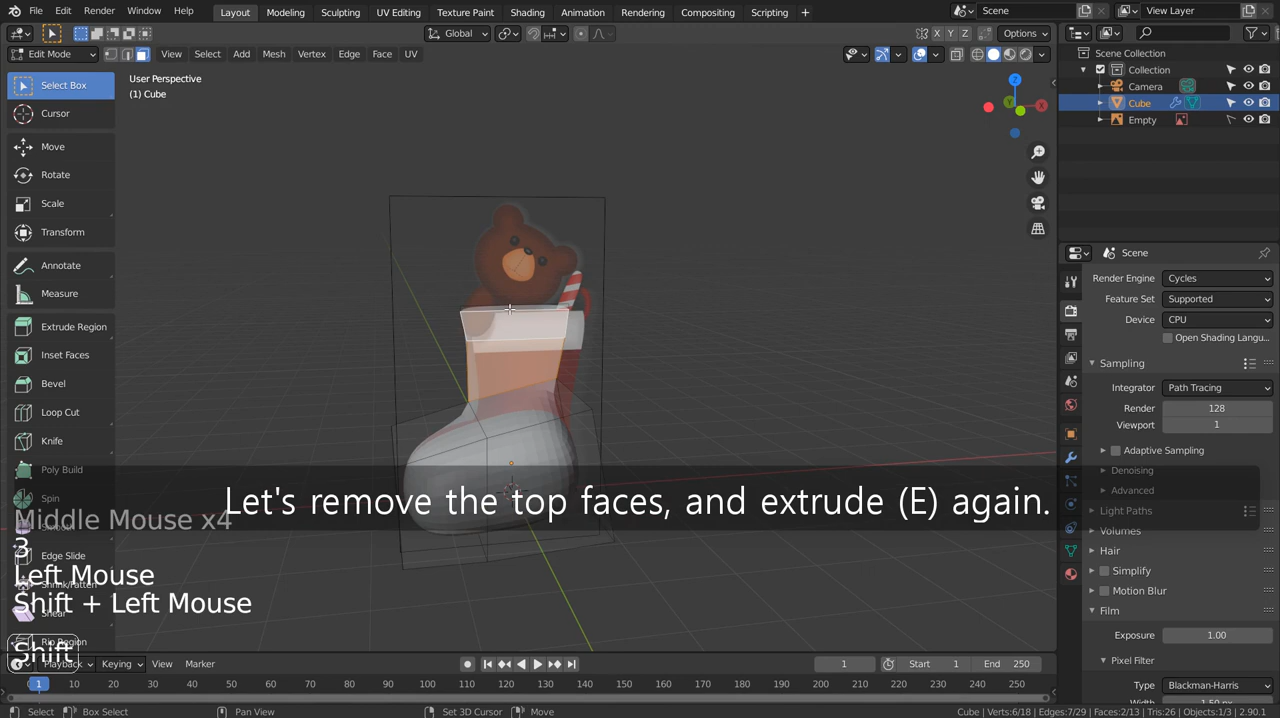 File Edit Render Window Help Layout Modeling Sculpting UV Editing Texture Paint Shading Animation Rendering Compositing Scripting + Scene View Layer
Global X Y Z Options
Edit Mode View Select Add Mesh Vertex Edge Face UV
User Perspective
(1) Cube
Select Box
Cursor
Move
Rotate
Scale
Transform
Annotate
Measure
Extrude Region
Inset Faces
Bevel
Loop Cut
Knife
Poly Build
Spin
Edge Slide
Shear
Rip Region
Z
X
Y
Scene Collection
Collection
Camera
Cube
Empty
Scene
Render Engine Cycles
Feature Set Supported
Device CPU
Open Shading Langu...
Sampling
Integrator Path Tracing
Render 128
Viewport 1
Adaptive Sampling
Denoising
Advanced
Light Paths
Volumes
Hair
Simplify
Motion Blur
Film
Exposure 1.00
Pixel Filter
Type Blackman-Harris
Let's remove the top faces, and extrude (E) again.
Middle Mouse x4
3
Left Mouse
Shift + Left Mouse
Shift
Playback Keying View Marker 1 Start 1 End 250
1 10 20 30 40 50 60 70 80 90 100 110 120 130 140 150 160 170 180 190 200 210 220 230 240 250
Select Box Select Pan View Set 3D Cursor Move Cube | Verts:6/18 | Edges:7/29 | Faces:2/13 | Tris:26 | Objects:1/3 | 2.90.1